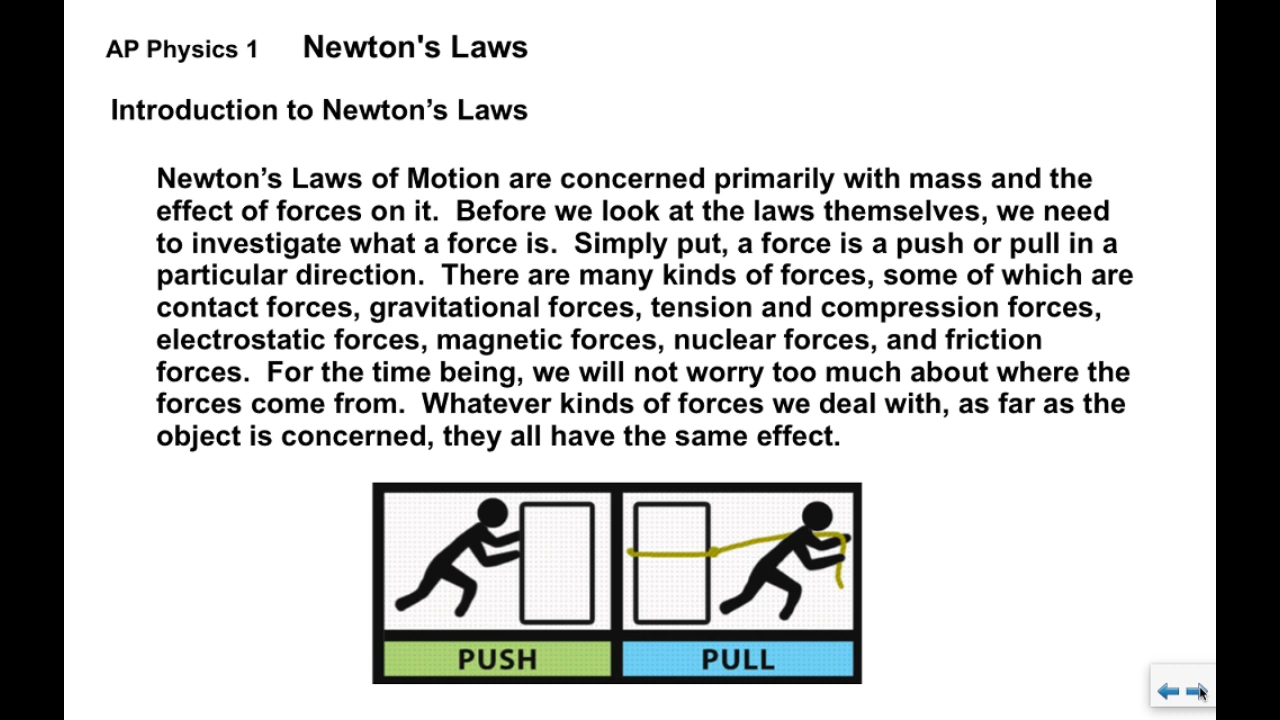 AP Physics 1 Newton's Laws
Introduction to Newton’s Laws
Newton’s Laws of Motion are concerned primarily with mass and the
effect of forces on it. Before we look at the laws themselves, we need
to investigate what a force is. Simply put, a force is a push or pull in a
particular direction. There are many kinds of forces, some of which are
contact forces, gravitational forces, tension and compression forces,
electrostatic forces, magnetic forces, nuclear forces, and friction
forces. For the time being, we will not worry too much about where the
forces come from. Whatever kinds of forces we deal with, as far as the
object is concerned, they all have the same effect.
PUSH PULL